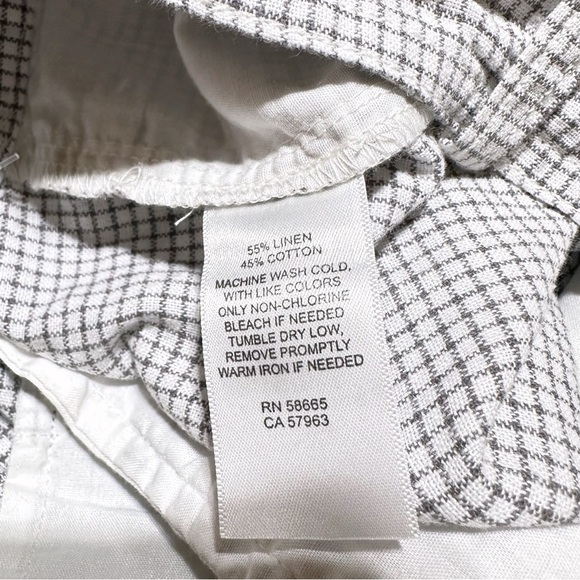 55% LINEN
45% COTTON
MACHINE WASH COLD,
WITH LIKE COLORS
ONLY NON-CHLORINE
BLEACH IF NEEDED
TUMBLE DRY LOW,
REMOVE PROMPTLY
WARM IRON IF NEEDED
RN 58665
CA 57963